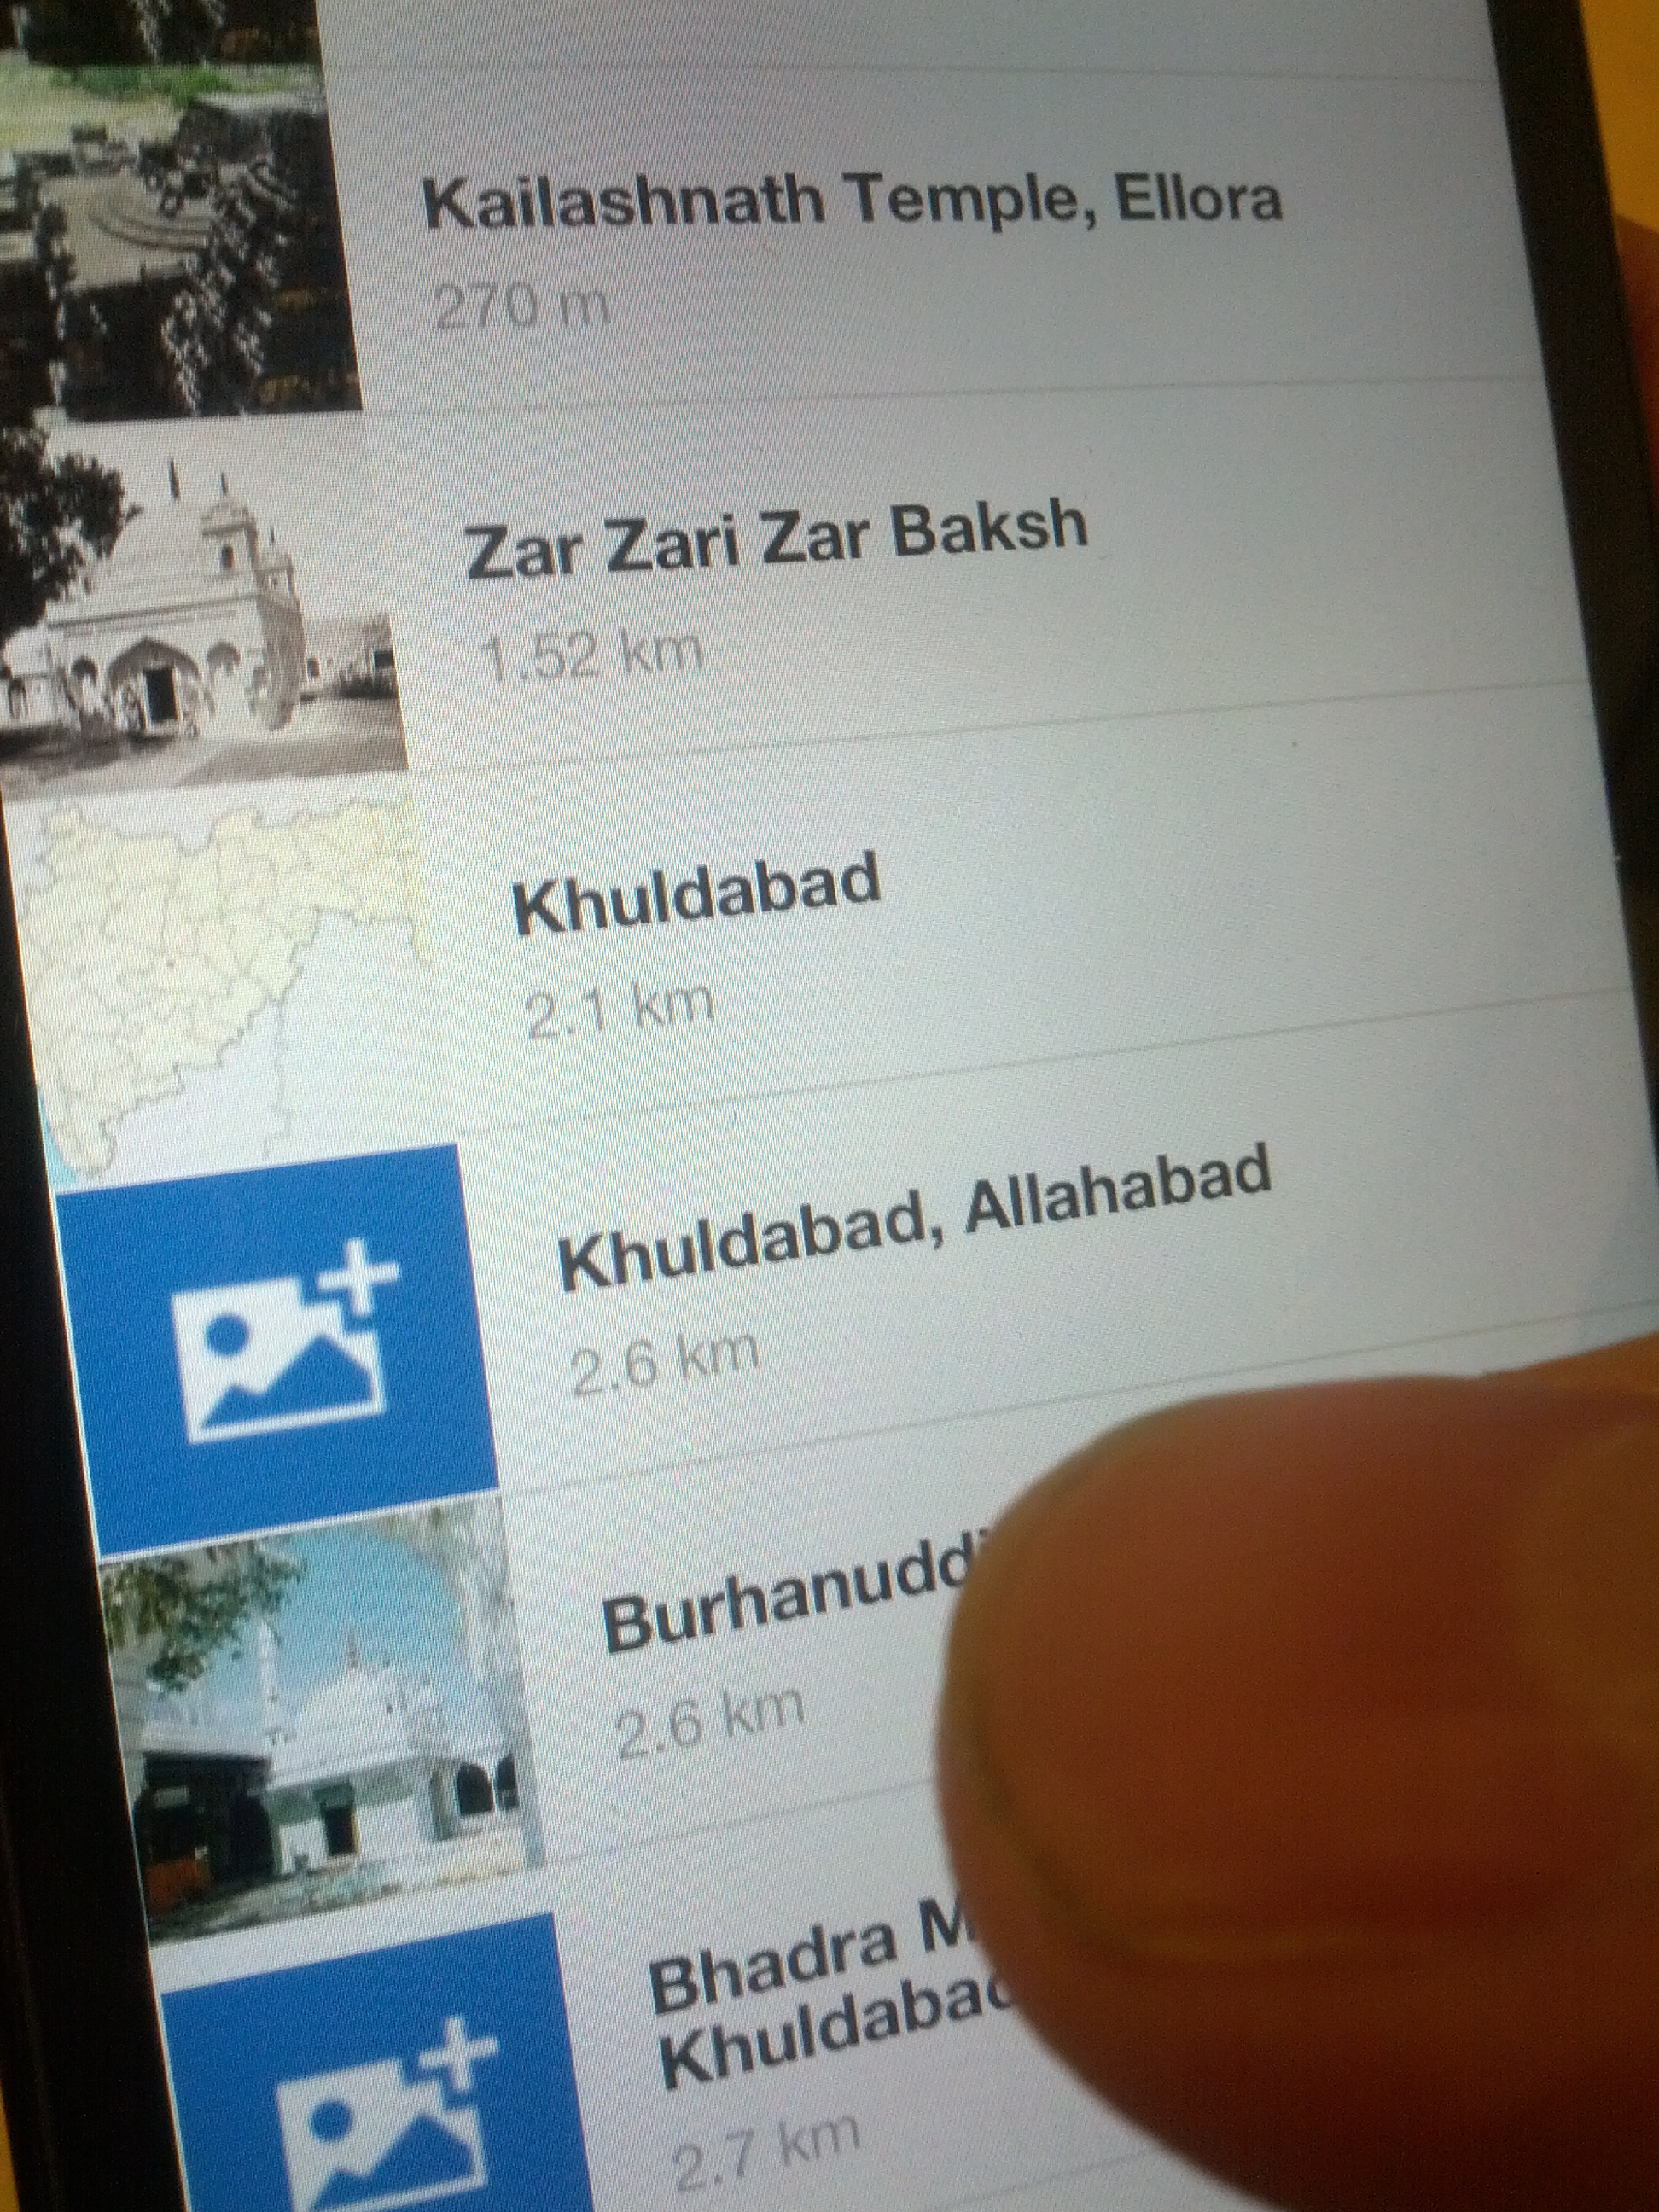 Kailashnath Temple, Ellora
270 m
Zar Zari Zar Baksh
1.52 km
Khuldabad
2.1 km
Khuldabad, Allahabad
2.6 km
2.6 km
Bhadra
2.7 km